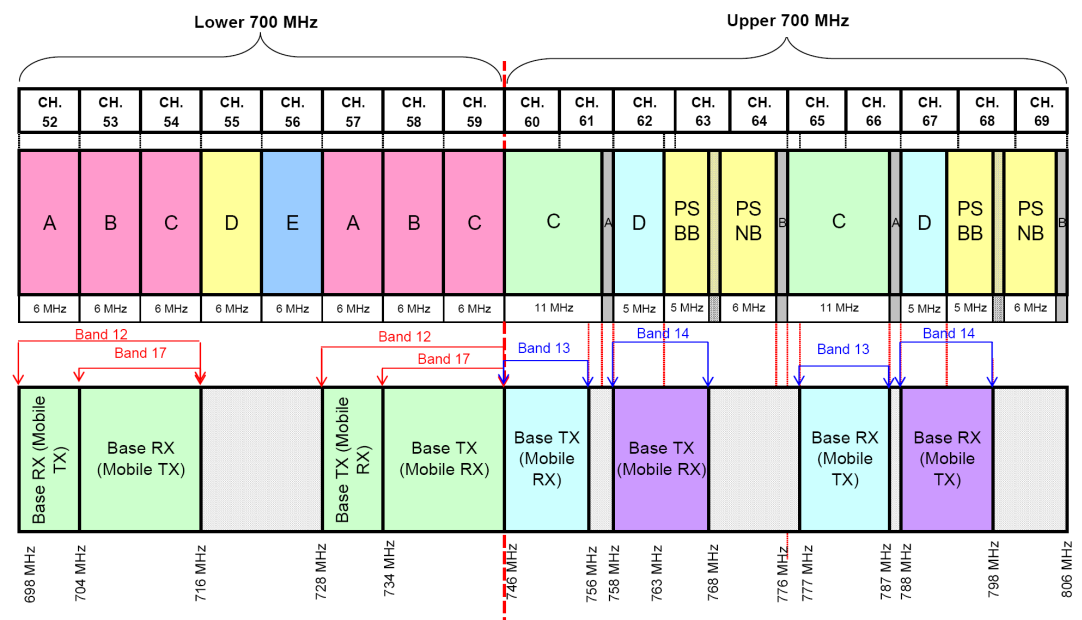 Lower 700 MHz
Upper 700 MHz
CH. 52
CH. 53
CH. 54
CH. 55
CH. 56
CH. 57
CH. 58
CH. 59
CH. 60
CH. 61
CH. 62
CH. 63
CH. 64
CH. 65
CH. 66
CH. 67
CH. 68
CH. 69
A
B
C
D
E
A
B
C
C
A
D
PS
BB
PS
NB
B
C
A
D
PS
BB
PS
NB
B
6 MHz
6 MHz
6 MHz
6 MHz
6 MHz
6 MHz
6 MHz
6 MHz
11 MHz
5 MHz
5 MHz
6 MHz
11 MHz
5 MHz
5 MHz
6 MHz
Band 12
Band 17
Band 12
Band 17
Band 13
Band 14
Band 13
Band 14
Base RX (Mobile
TX)
Base RX
(Mobile TX)
Base TX (Mobile
RX)
Base TX
(Mobile RX)
Base TX
(Mobile
RX)
Base TX
(Mobile RX)
Base RX
(Mobile
TX)
Base RX
(Mobile
TX)
698 MHz
704 MHz
716 MHz
728 MHz
734 MHz
746 MHz
756 MHz
758 MHz
763 MHz
768 MHz
776 MHz
777 MHz
787 MHz
788 MHz
798 MHz
806 MHz